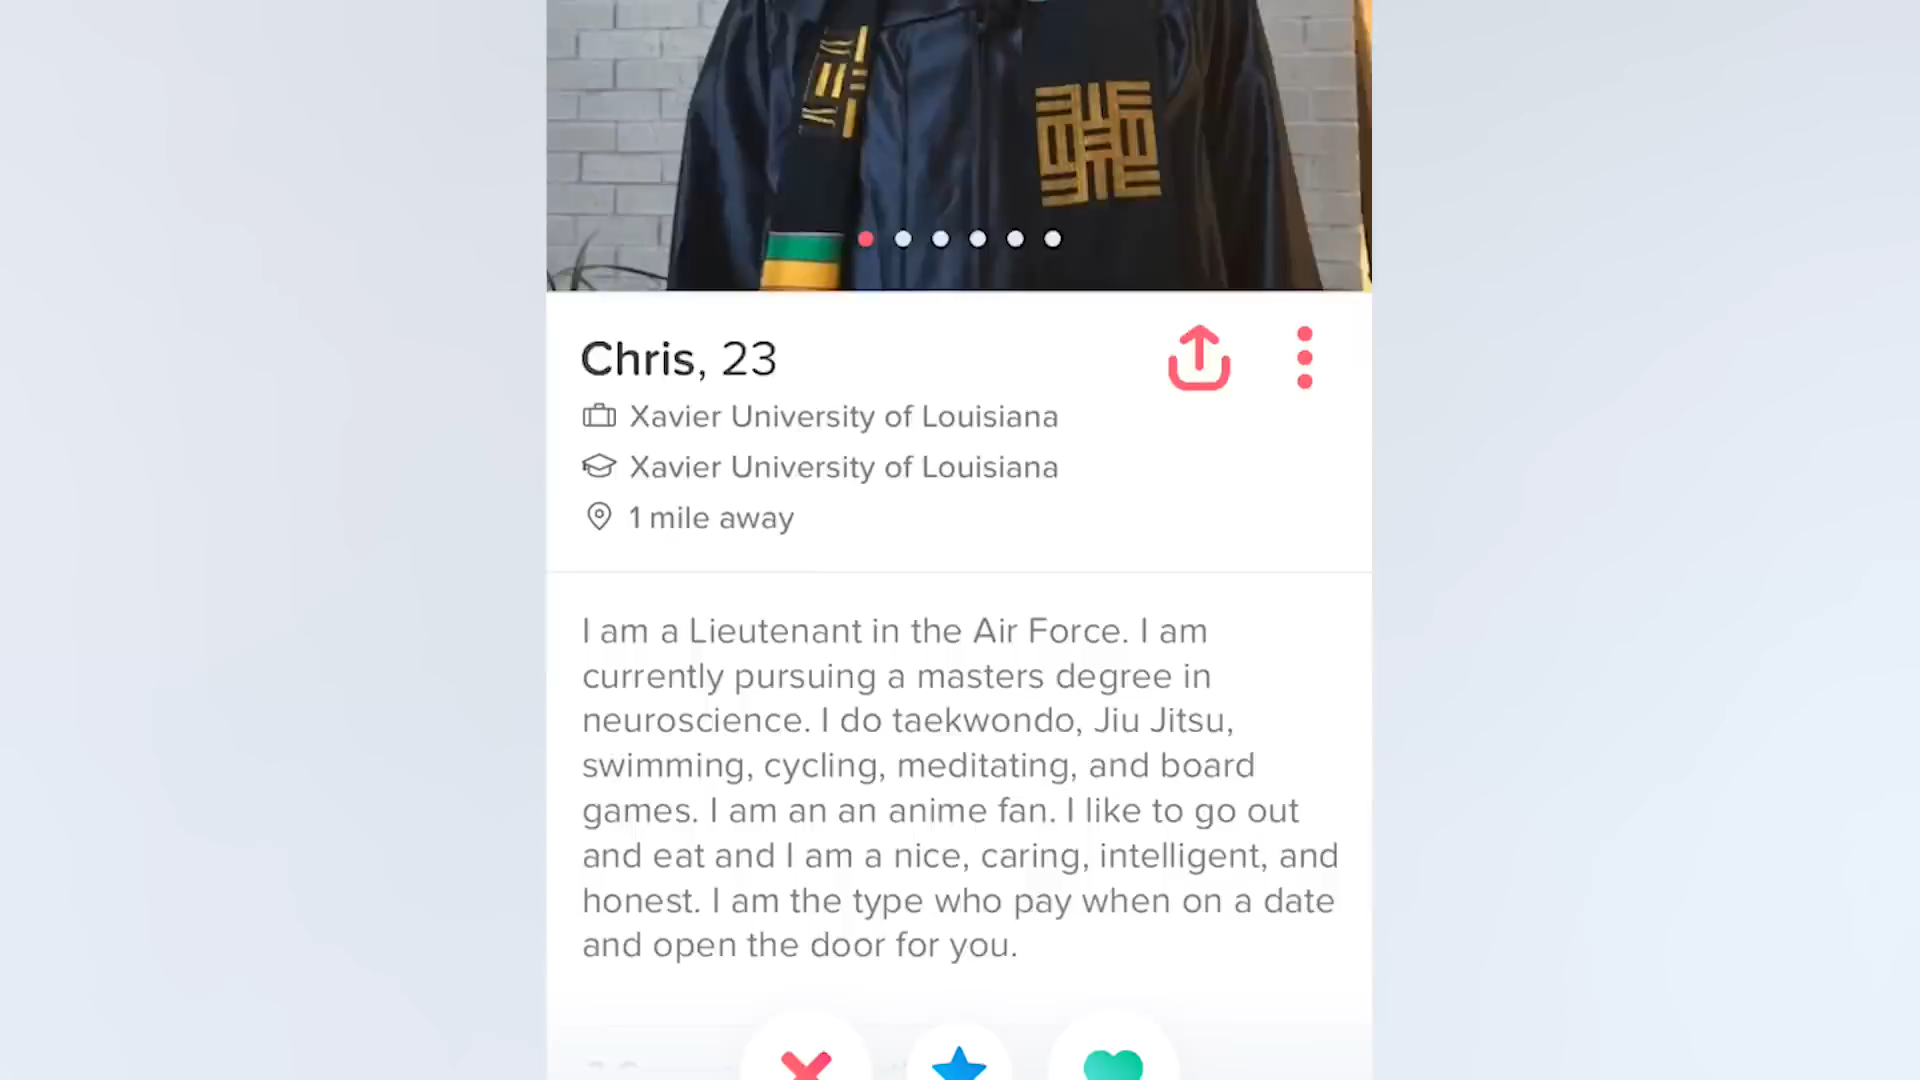 Chris, 23
Xavier University of Louisiana
Xavier University of Louisiana
1 mile away
I am a Lieutenant in the Air Force. I am
currently pursuing a masters degree in
neuroscience. I do taekwondo, Jiu Jitsu,
swimming, cycling, meditating, and board
games. I am an an anime fan. I like to go out
and eat and I am a nice, caring, intelligent, and
honest. I am the type who pay when on a date
and open the door for you.